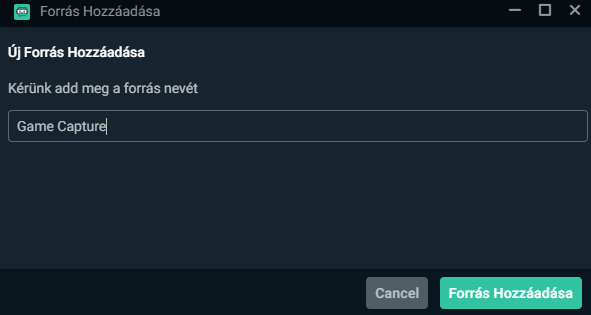 Forrás Hozzáadása
Új Forrás Hozzáadása
Kérünk add meg a forrás nevét
Game Capture
Cancel
Forrás Hozzáadása